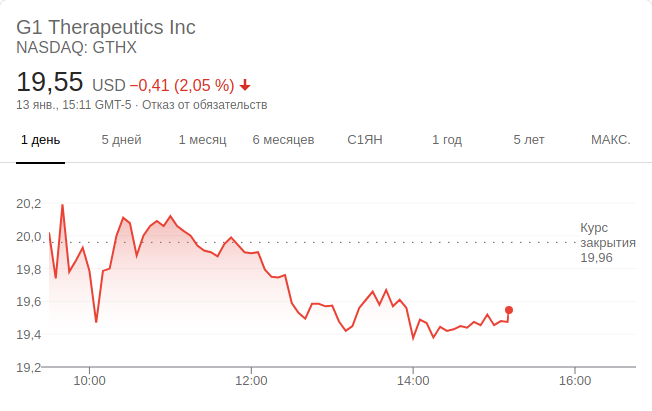 G1 Therapeutics Inc
NASDAQ: GTHX
19,55 USD −0,41 (2,05 %)
13 янв., 15:11 GMT-5 · Отказ от обязательств
1 день 5 дней 1 месяц 6 месяцев С1ЯН 1 год 5 лет МАКС.
20,2
20,0
19,8
19,6
19,4
19,2
Курс
закрытия
19,96
10:00 12:00 14:00 16:00